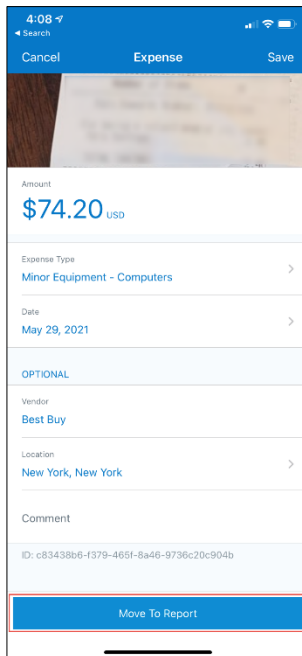 4:08
Search
Cancel Expense Save
Amount
$74.20 USD
Expense Type
Minor Equipment - Computers
Date
May 29, 2021
OPTIONAL
Vendor
Best Buy
Location
New York, New York
Comment
ID: c83438b6-f379-465f-8a46-9736c20c904b
Move To Report